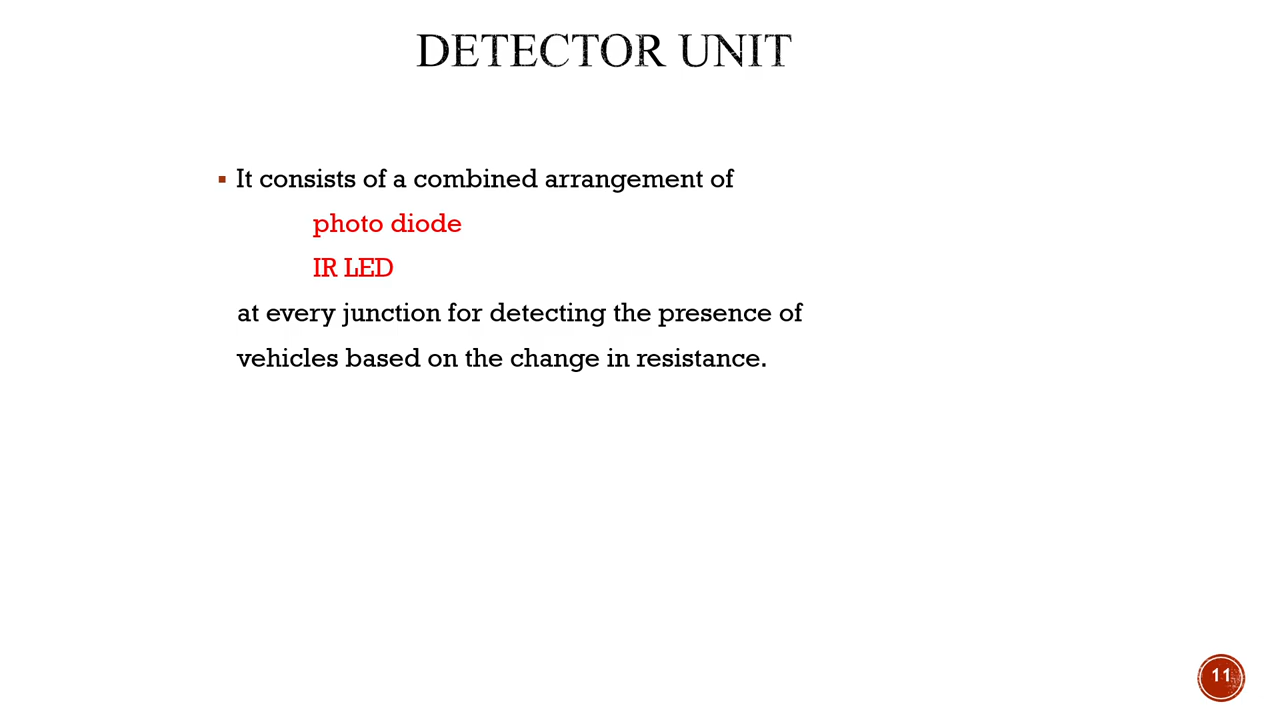 DETECTOR UNIT
▪ It consists of a combined arrangement of
photo diode
IR LED
at every junction for detecting the presence of
vehicles based on the change in resistance.
11